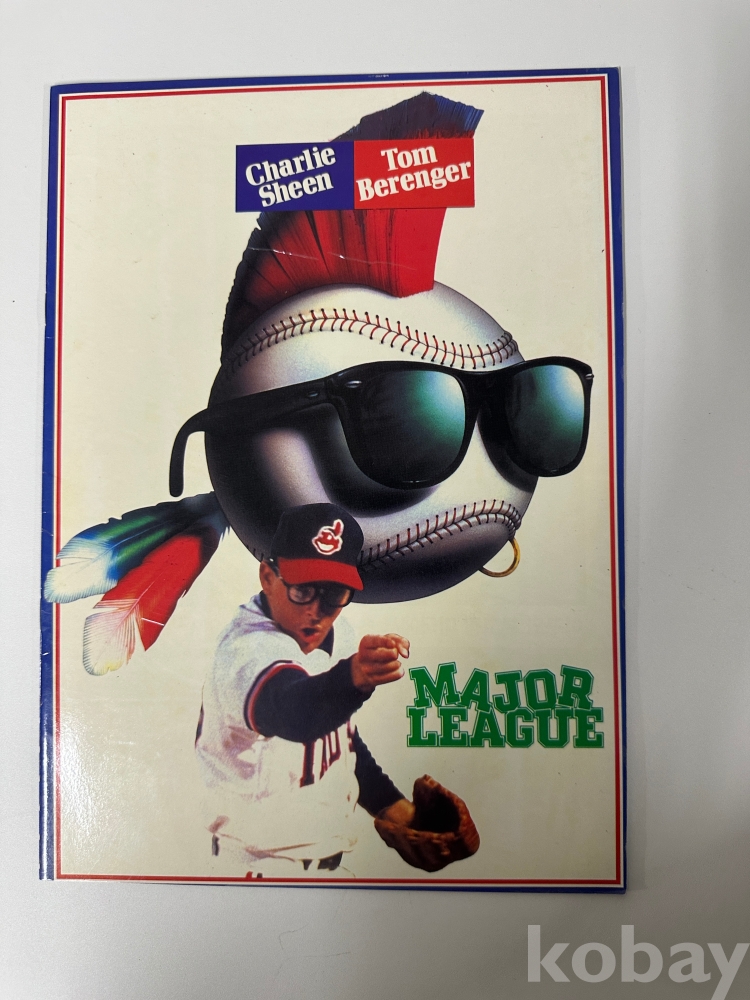 Charlie
Sheen
Tom
Berenger
MAJOR
LEAGUE
kobay